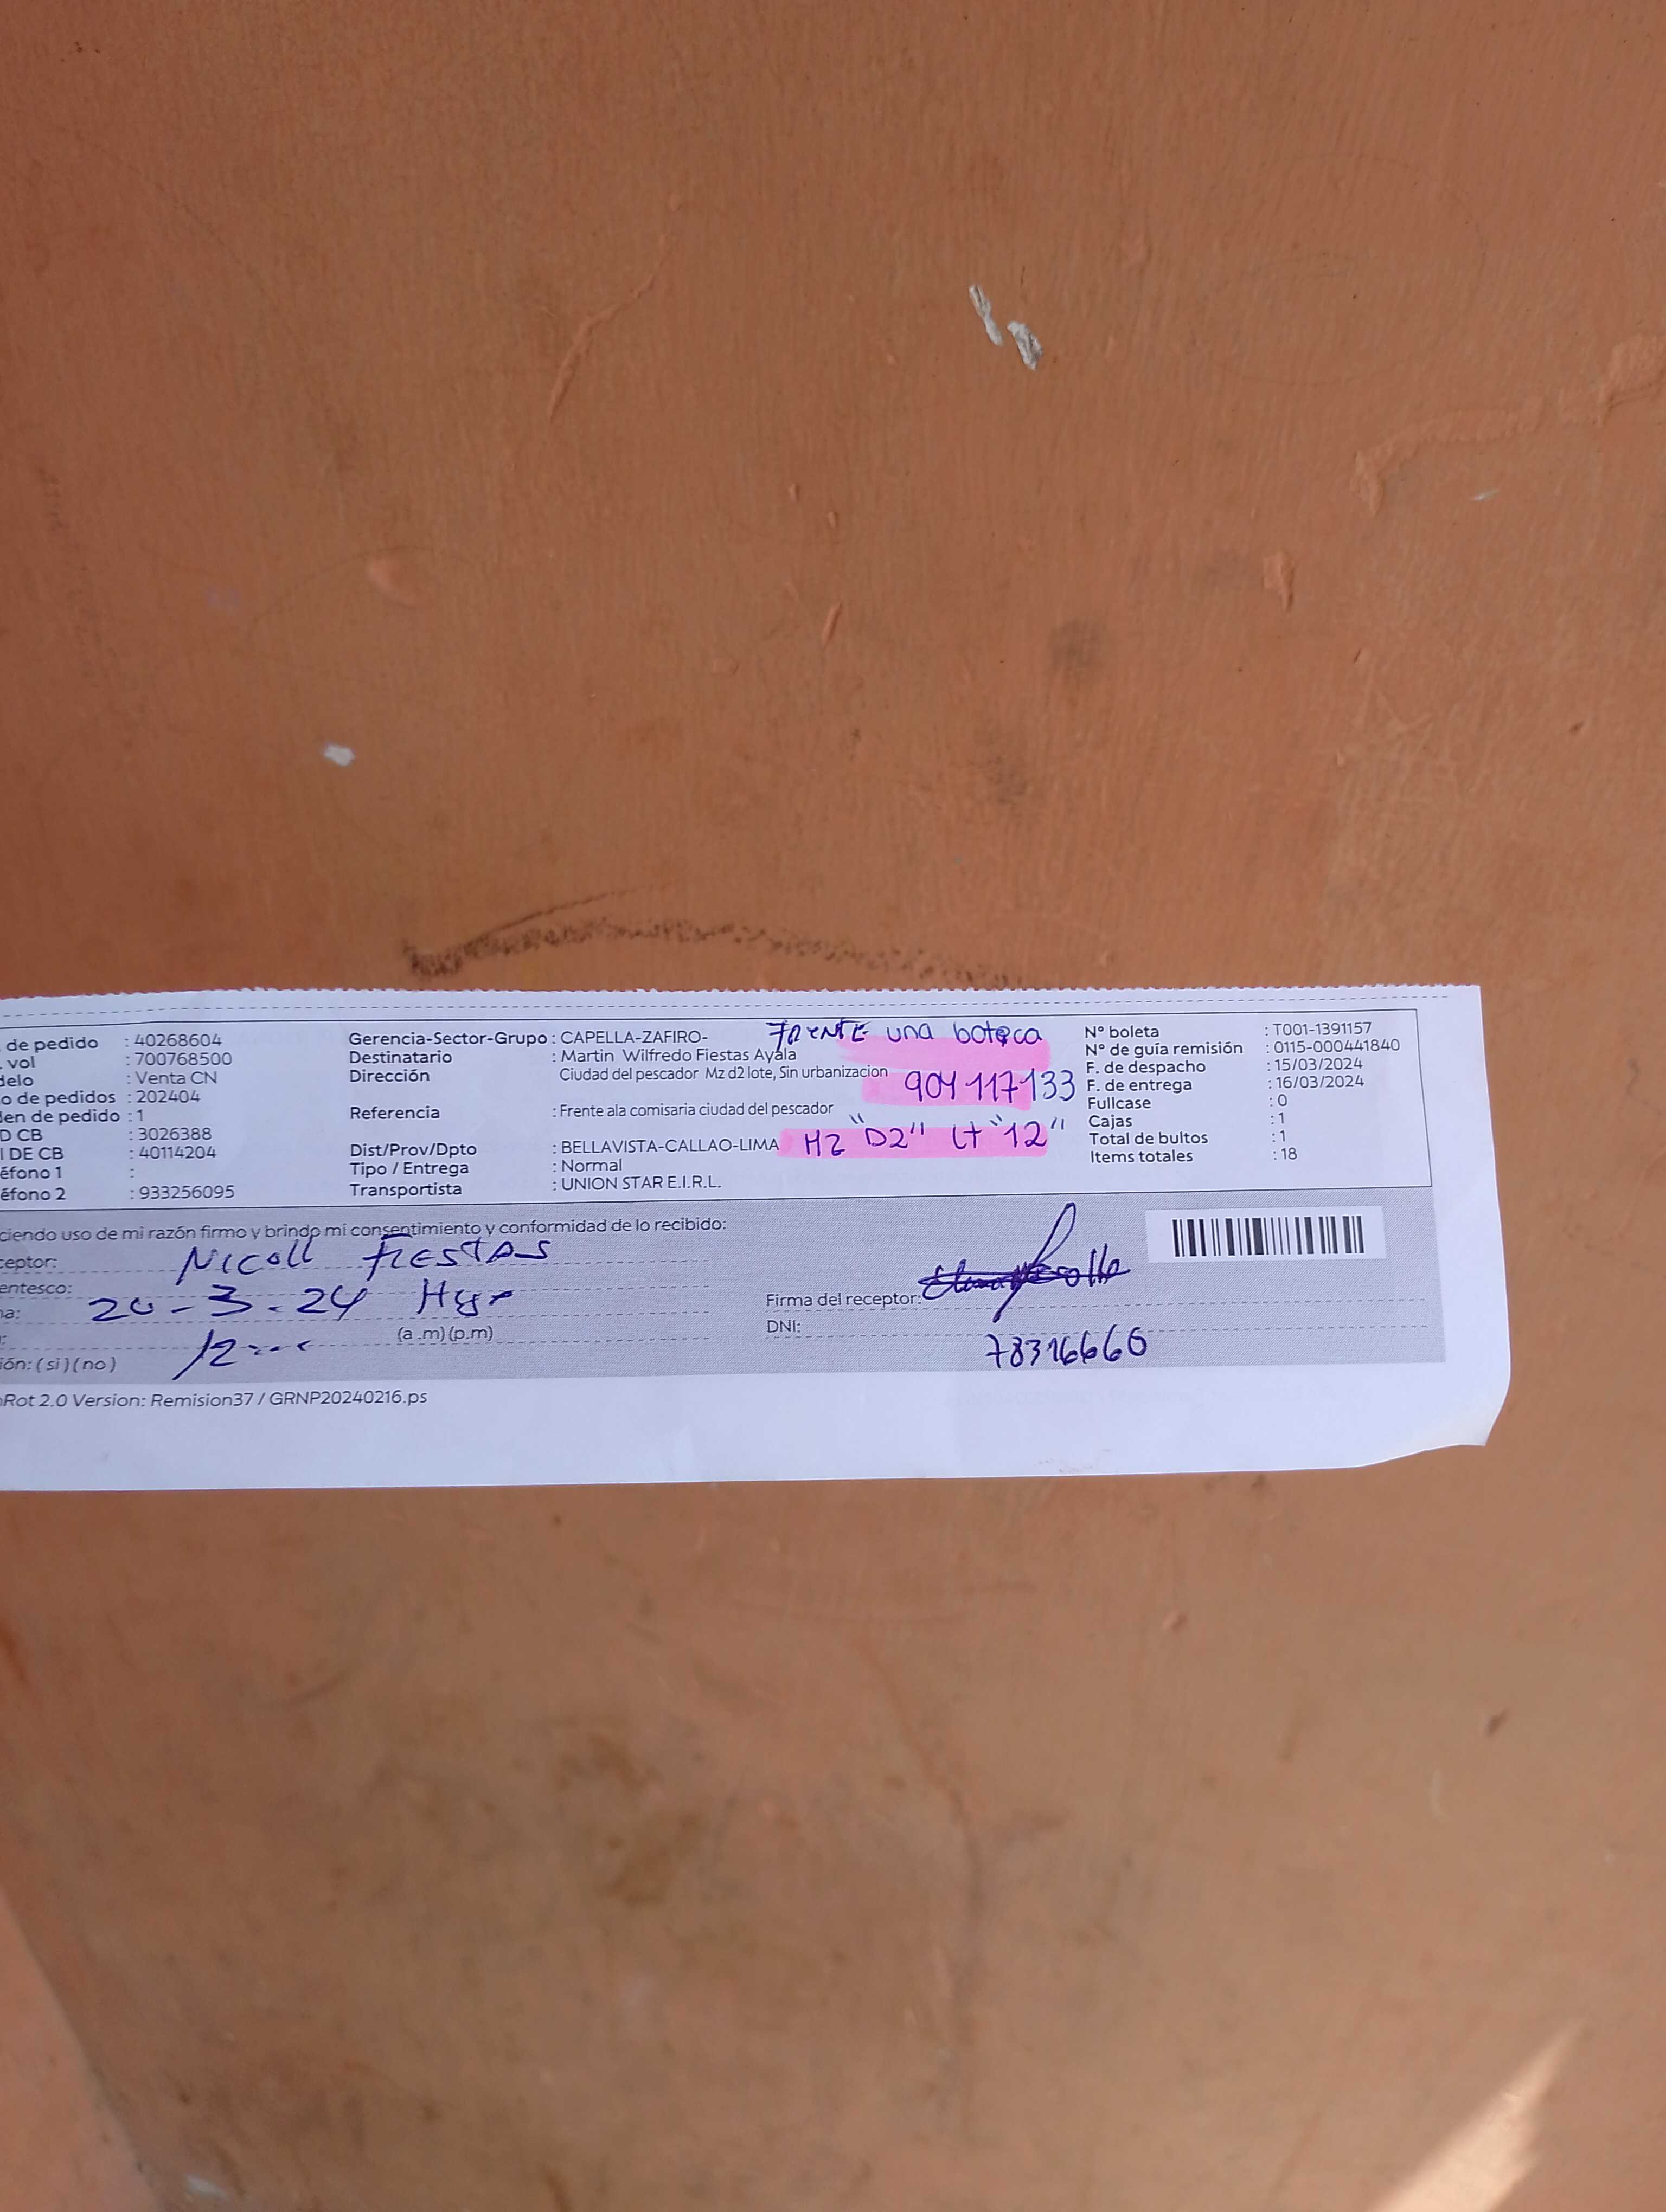 de pedido : 40268604
vol : 700768500
delo : Venta CN
o de pedidos : 202404
den de pedido : 1
D CB : 3026388
I DE CB : 40114204
éfono 1 :
éfono 2 : 933256095
Gerencia-Sector-Grupo : CAPELLA-ZAFIRO-
Destinatario : Martin Wilfredo Fiestas Ayala
Dirección : Ciudad del pescador Mz d2 lote, Sin urbanizacion
Referencia : Frente ala comisaria ciudad del pescador
Dist/Prov/Dpto : BELLAVISTA-CALLAO-LIMA
Tipo / Entrega : Normal
Transportista : UNION STAR E.I.R.L.
FRENTE una boteca
904 117133
MZ "D2" Lt "12"
N° boleta : T001-1391157
N° de guía remisión : 0115-000441840
F. de despacho : 15/03/2024
F. de entrega : 16/03/2024
Fullcase : 0
Cajas : 1
Total de bultos : 1
Items totales : 18
ciendo uso de mi razón firmo y brindo mi consentimiento y conformidad de lo recibido:
ceptor: Nicoll FIESTAS
entesco:
na: 20-3-24
: 12 (a.m) (p.m)
ión: (si) (no)
Firma del receptor:
DNI: 78316660
Rot 2.0 Version: Remision37 / GRNP20240216.ps